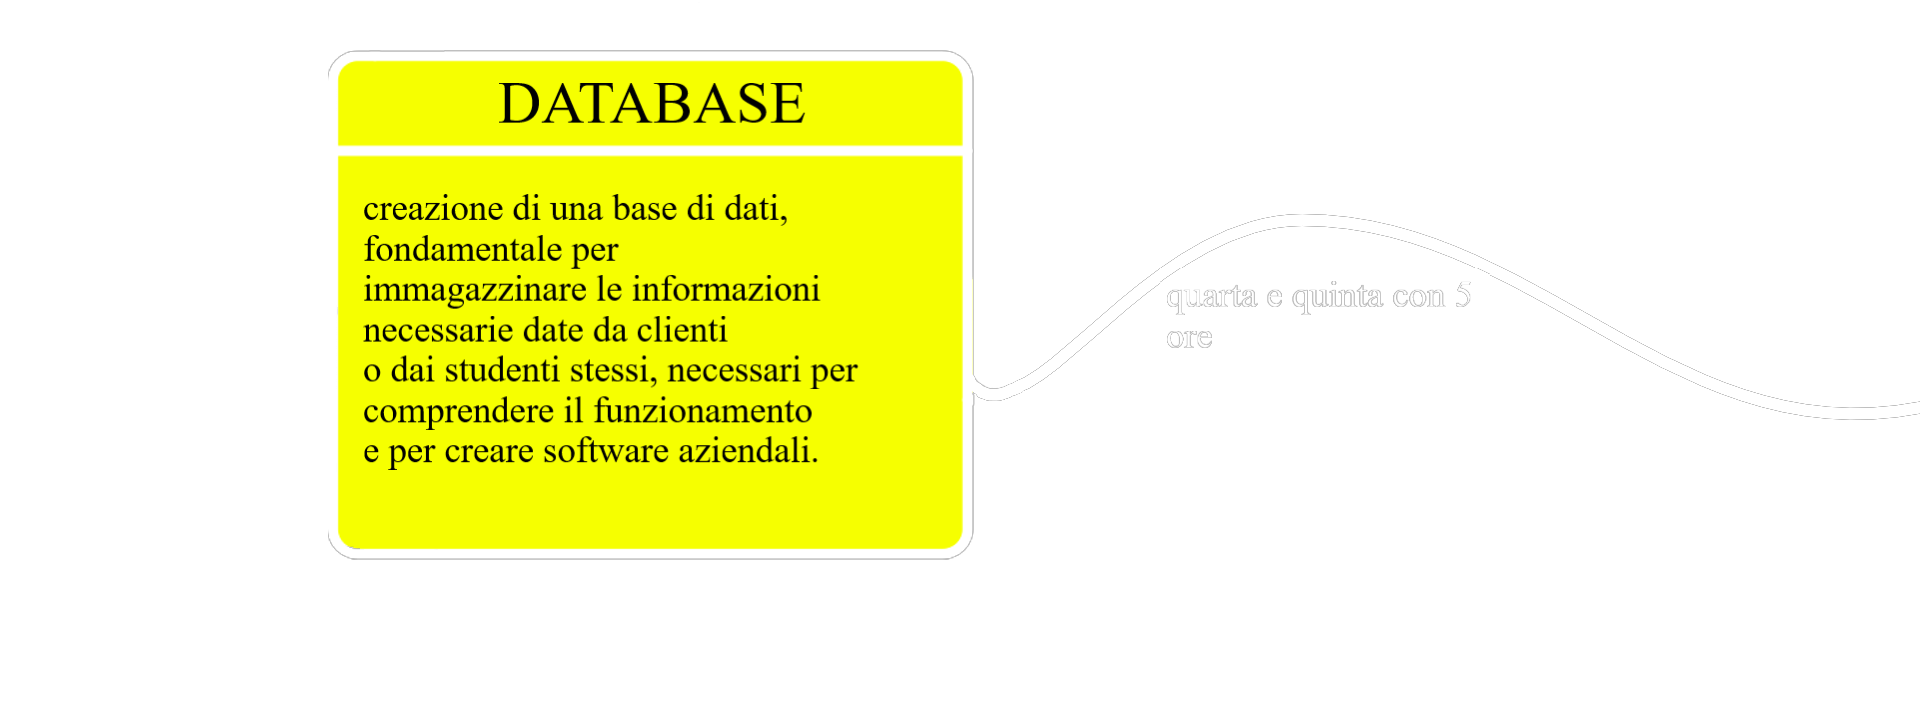 DATABASE
creazione di una base di dati,
fondamentale per
immagazzinare le informazioni
necessarie date da clienti
o dai studenti stessi, necessari per
comprendere il funzionamento
e per creare software aziendali.
quarta e quinta con 5
ore